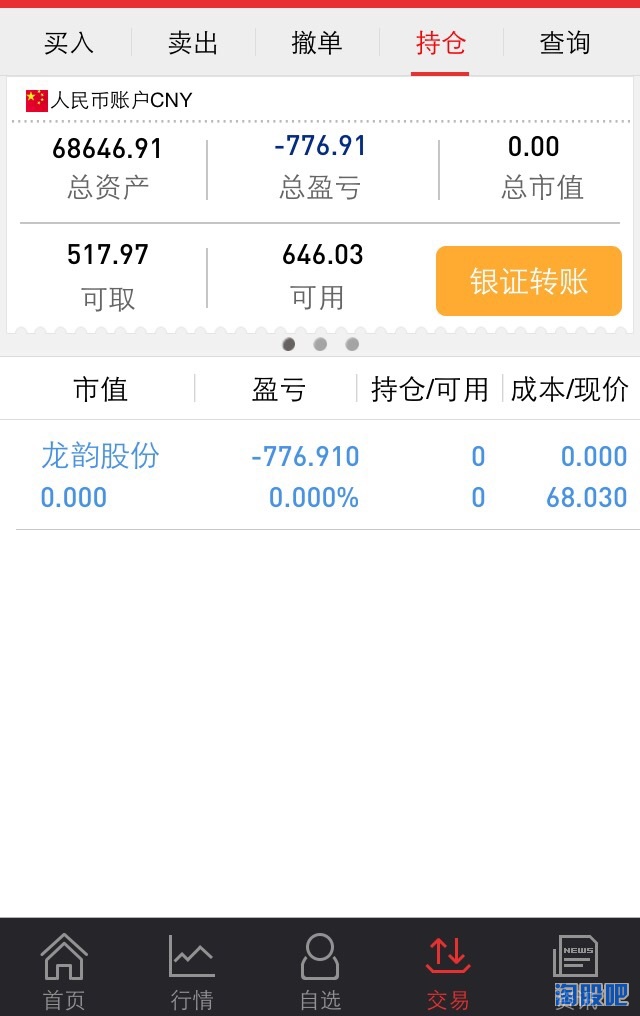 买入 卖出 撤单 持仓 查询
人民币账户CNY
68646.91 -776.91 0.00
总资产 总盈亏 总市值
517.97 646.03 银证转账
可取 可用
市值 盈亏 持仓/可用 成本/现价
龙韵股份 -776.910 0 0.000
0.000 0.000% 0 68.030
NEWS
首页 行情 自选 交易 资讯
淘股吧